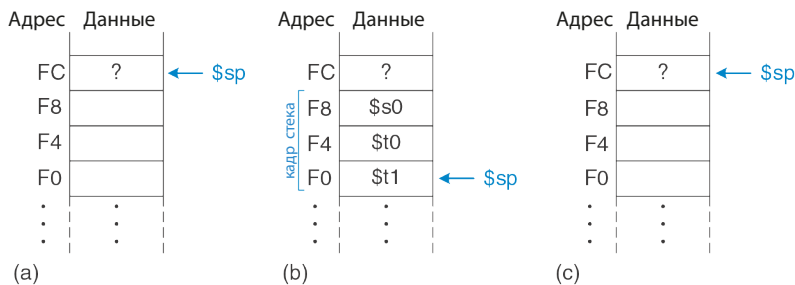 Адрес Данные
FC ? $sp
F8
F4
F0
(a)
Адрес Данные
FC ?
F8 $s0
F4 $t0
F0 $t1 $sp
кадр стека
(b)
Адрес Данные
FC ? $sp
F8
F4
F0
(c)